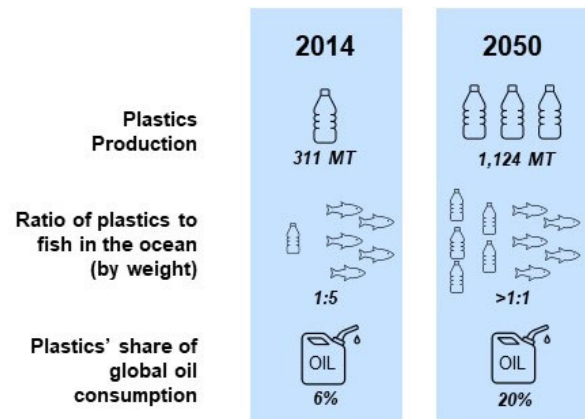 2014
2050
Plastics
Production
311 MT
1,124 MT
Ratio of plastics to
fish in the ocean
(by weight)
1:5
>1:1
Plastics' share of
global oil
consumption
OIL
OIL
6%
20%